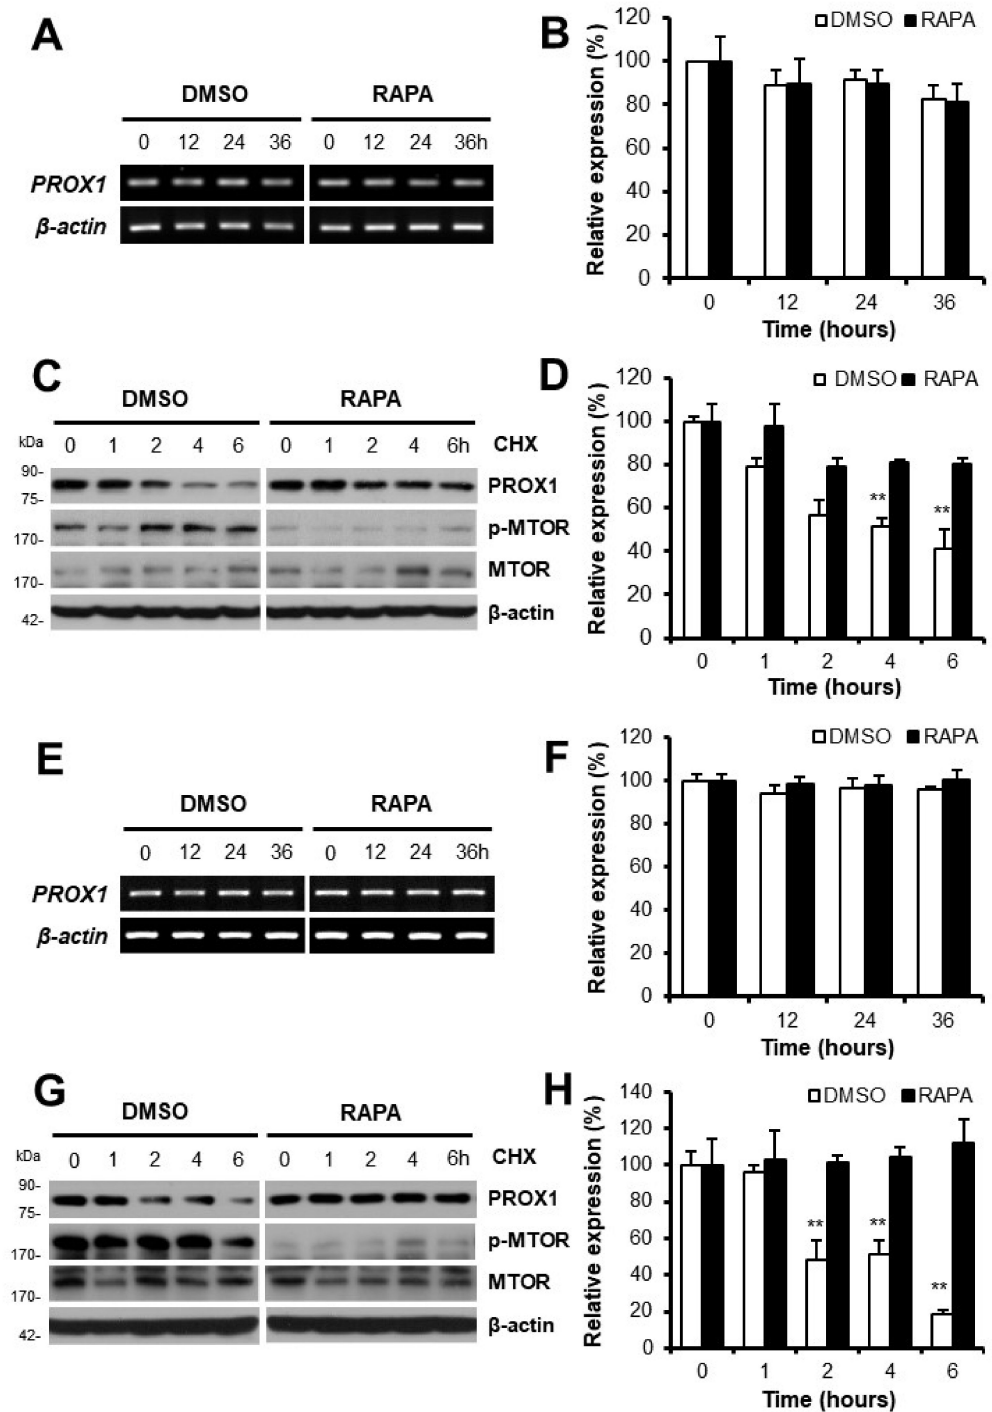 A
DMSO RAPA
0 12 24 36 0 12 24 36h
PROX1
β-actin
B
DMSO RAPA
Relative expression (%)
120
100
80
60
40
20
0
0 12 24 36
Time (hours)
C
DMSO RAPA
kDa 0 1 2 4 6 0 1 2 4 6h CHX
90-
75- PROX1
170- p-MTOR
170- MTOR
42- β-actin
D
DMSO RAPA
Relative expression (%)
120
100
80
60
40
20
0
** **
0 1 2 4 6
Time (hours)
E
DMSO RAPA
0 12 24 36 0 12 24 36h
PROX1
β-actin
F
DMSO RAPA
Relative expression (%)
120
100
80
60
40
20
0
0 12 24 36
Time (hours)
G
DMSO RAPA
kDa 0 1 2 4 6 0 1 2 4 6h CHX
90-
75- PROX1
170- p-MTOR
170- MTOR
42- β-actin
H
DMSO RAPA
Relative expression (%)
140
120
100
80
60
40
20
0
** ** **
0 1 2 4 6
Time (hours)